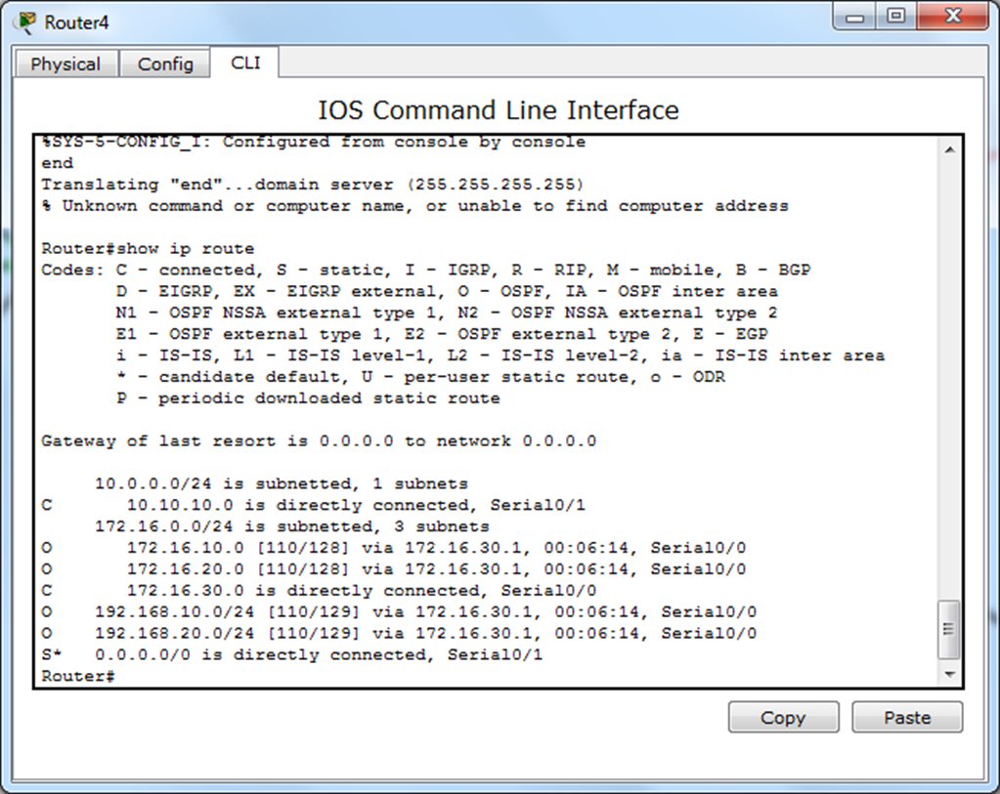 Router4
Physical Config CLI
IOS Command Line Interface
%SYS-5-CONFIG_I: Configured from console by console
end
Translating "end"...domain server (255.255.255.255)
% Unknown command or computer name, or unable to find computer address
Router#show ip route
Codes: C - connected, S - static, I - IGRP, R - RIP, M - mobile, B - BGP
       D - EIGRP, EX - EIGRP external, O - OSPF, IA - OSPF inter area
       N1 - OSPF NSSA external type 1, N2 - OSPF NSSA external type 2
       E1 - OSPF external type 1, E2 - OSPF external type 2, E - EGP
       i - IS-IS, L1 - IS-IS level-1, L2 - IS-IS level-2, ia - IS-IS inter area
       * - candidate default, U - per-user static route, o - ODR
       P - periodic downloaded static route
Gateway of last resort is 0.0.0.0 to network 0.0.0.0
     10.0.0.0/24 is subnetted, 1 subnets
C       10.10.10.0 is directly connected, Serial0/1
     172.16.0.0/24 is subnetted, 3 subnets
O       172.16.10.0 [110/128] via 172.16.30.1, 00:06:14, Serial0/0
O       172.16.20.0 [110/128] via 172.16.30.1, 00:06:14, Serial0/0
C       172.16.30.0 is directly connected, Serial0/0
O    192.168.10.0/24 [110/129] via 172.16.30.1, 00:06:14, Serial0/0
O    192.168.20.0/24 [110/129] via 172.16.30.1, 00:06:14, Serial0/0
S*   0.0.0.0/0 is directly connected, Serial0/1
Router#
Copy Paste